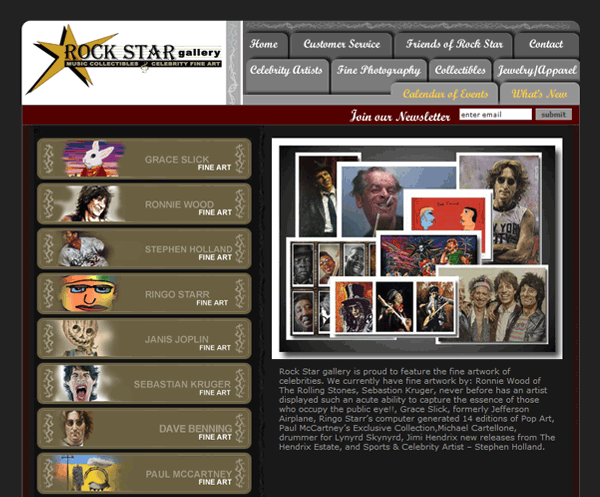 ROCK STAR gallery
MUSIC COLLECTIBLES & CELEBRITY FINE ART
Home
Customer Service
Friends of Rock Star
Contact
Celebrity Artists
Fine Photography
Collectibles
Jewelry/Apparel
Calendar of Events
What's New
Join our Newsletter
enter email
submit
GRACE SLICK
FINE ART
RONNIE WOOD
FINE ART
STEPHEN HOLLAND
FINE ART
RINGO STARR
FINE ART
JANIS JOPLIN
FINE ART
SEBASTIAN KRUGER
FINE ART
DAVE BENNING
FINE ART
PAUL MCCARTNEY
FINE ART
NEW YORK
Rock Star gallery is proud to feature the fine artwork of
celebrities. We currently have fine artwork by: Ronnie Wood of
The Rolling Stones, Sebastion Kruger, never before has an artist
displayed such an acute ability to capture the essence of those
who occupy the public eye!!, Grace Slick, formerly Jefferson
Airplane, Ringo Starr's computer generated 14 editions of Pop Art,
Paul McCartney's Exclusive Collection,Michael Cartellone,
drummer for Lynyrd Skynyrd, Jimi Hendrix new releases from The
Hendrix Estate, and Sports & Celebrity Artist – Stephen Holland.